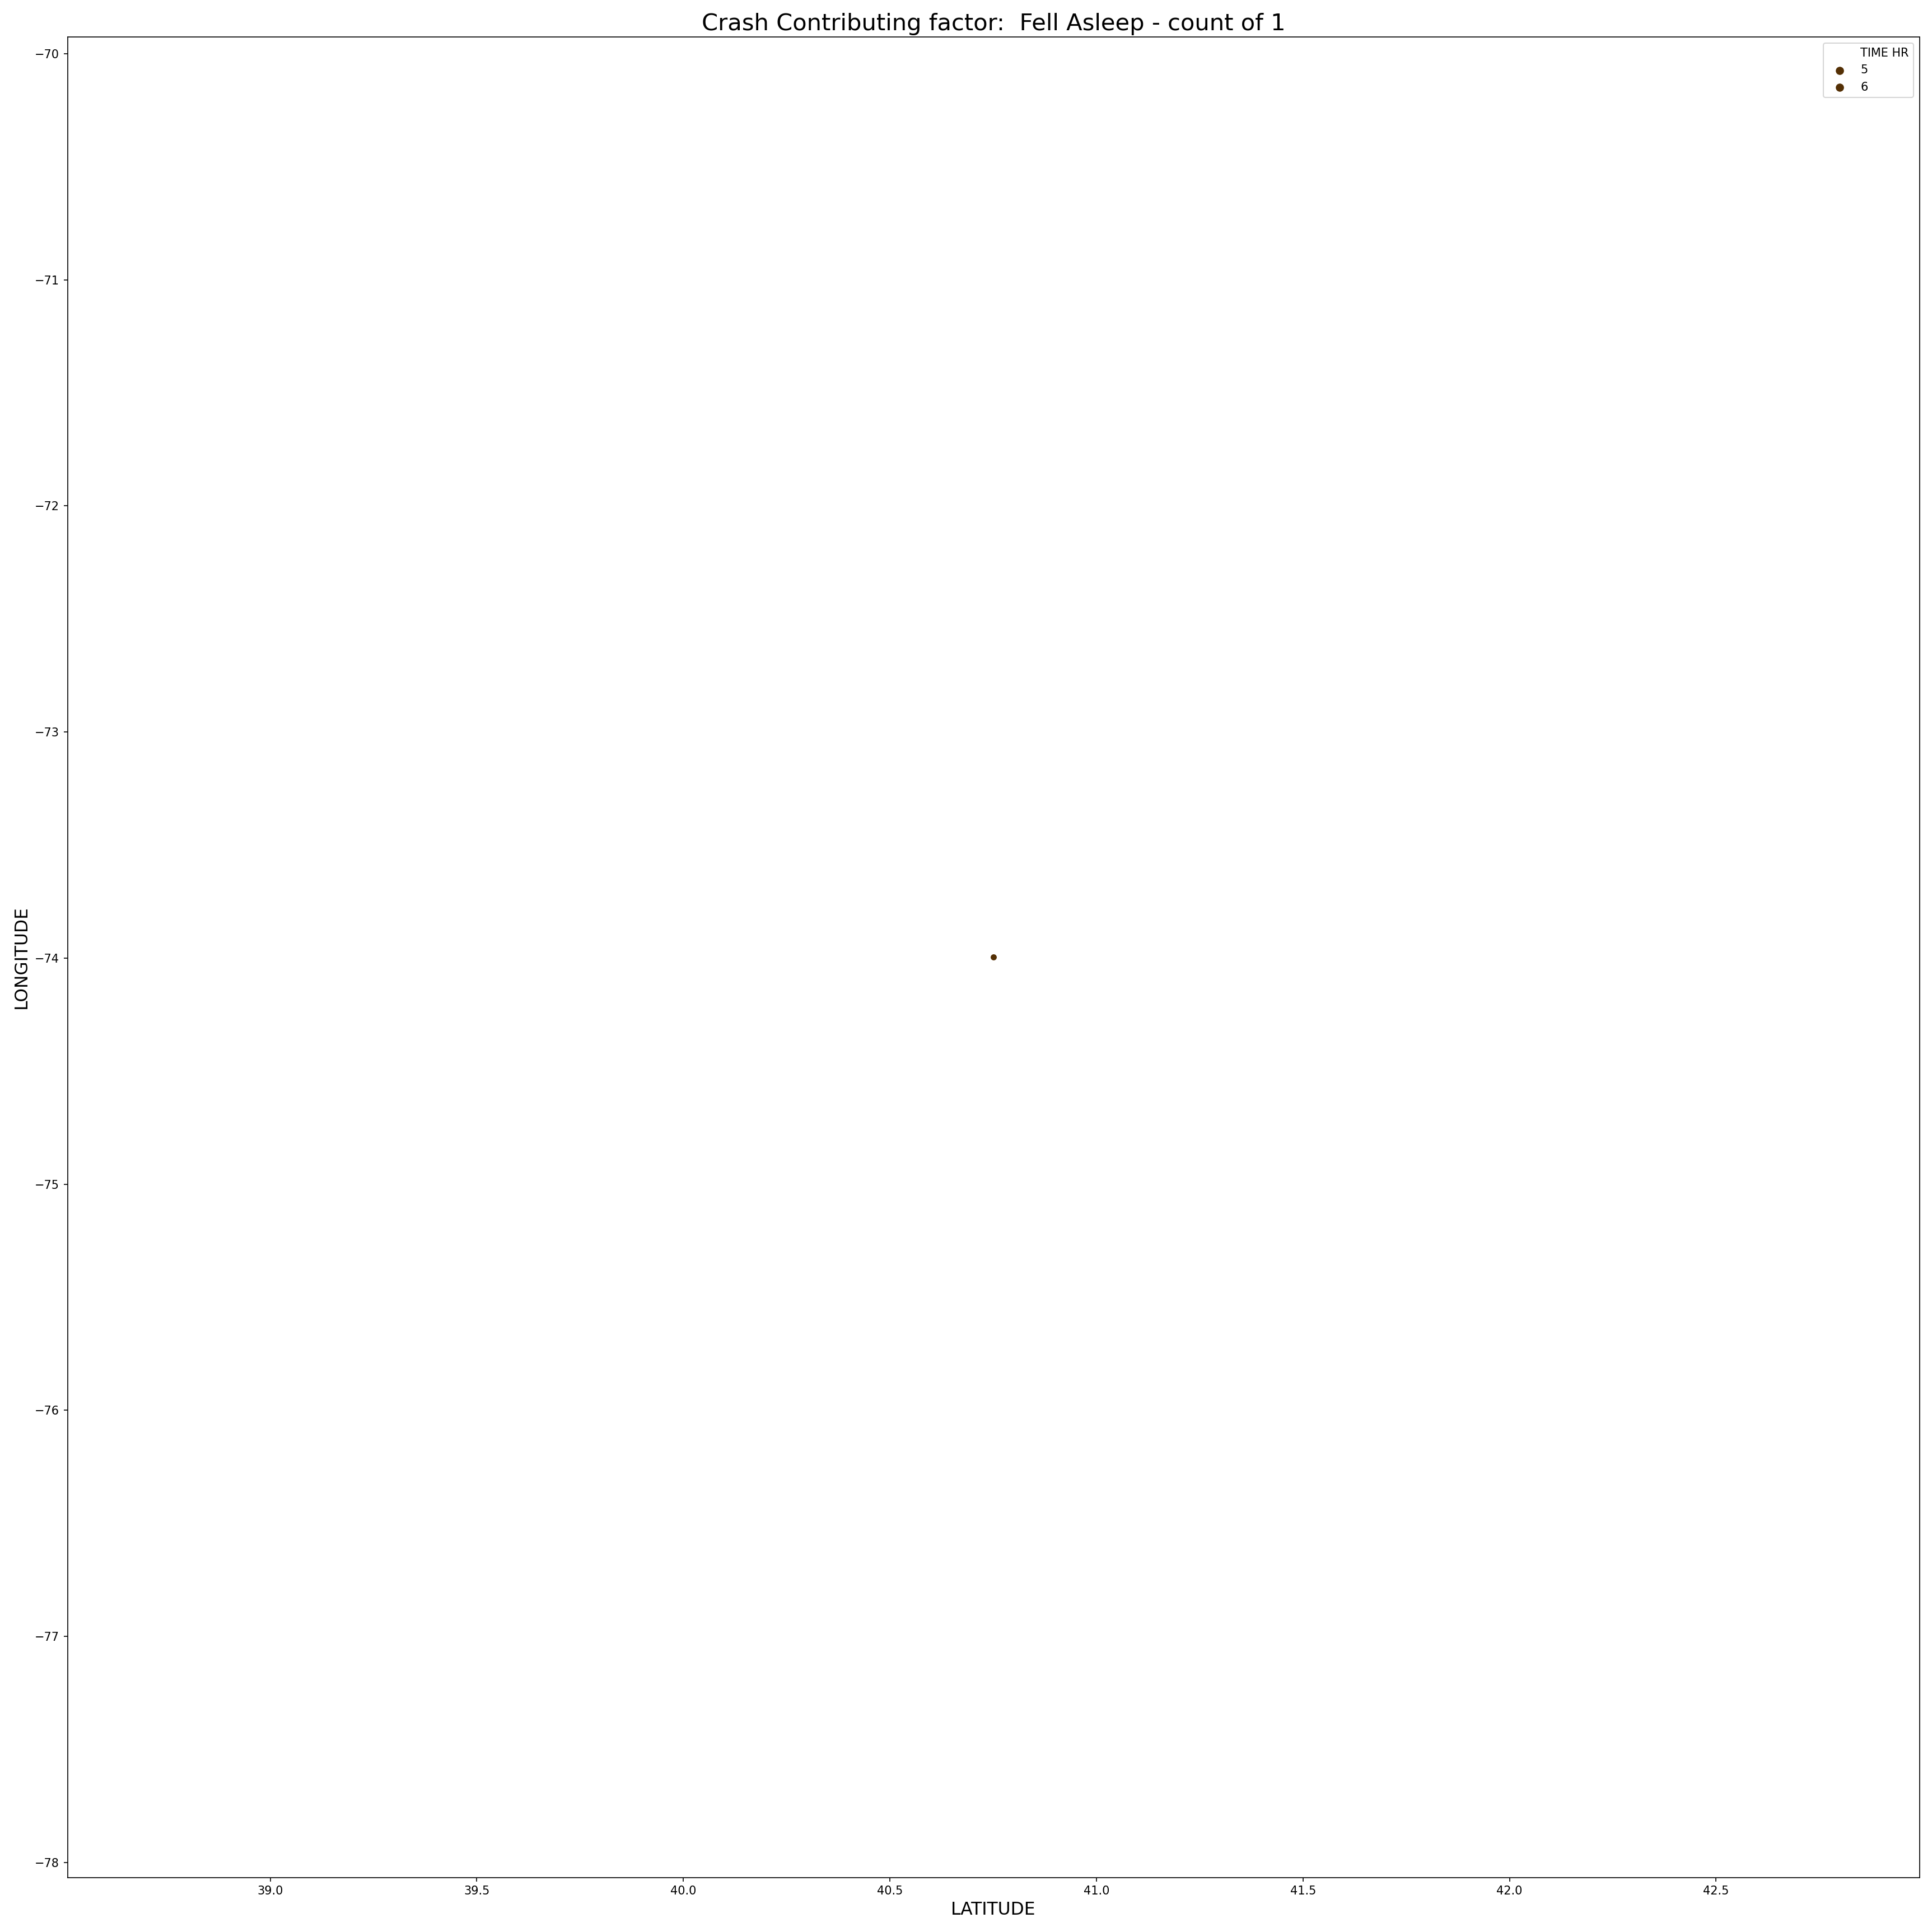 Crash Contributing factor:  Fell Asleep - count of 1
TIME HR
5
6
−70
−71
−72
−73
−74
−75
−76
−77
−78
LONGITUDE
39.0 39.5 40.0 40.5 41.0 41.5 42.0 42.5
LATITUDE